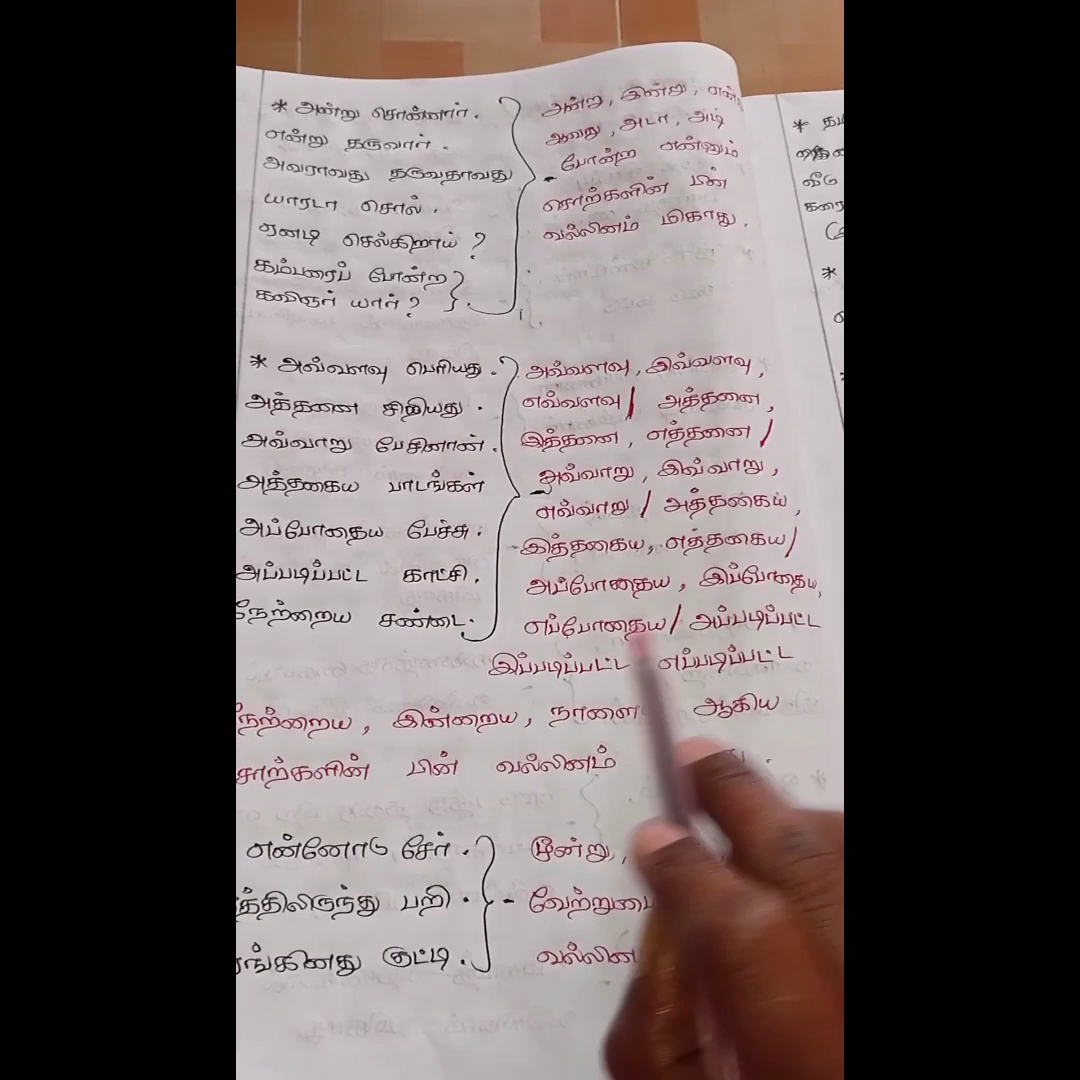 * அன்று சொன்னார்.
என்று தருவார்.
அவராவது தருவதாவது
யாரடா சொல்.
ஏனடி செல்கிறாய்?
கம்பரைப் போன்ற
கவிஞர் யார்?
அன்று, இன்று,
ஆவது, அடா, அடி
போன்ற என்னும்
சொற்களின் பின்
வல்லினம் மிகாது.
* அவ்வளவு பெரியது.
அத்தனை சிறியது.
அவ்வாறு பேசினான்.
அத்தகைய பாடங்கள்
அப்போதைய பேச்சு.
அப்படிப்பட்ட காட்சி.
நேற்றைய சண்டை.
அவ்வளவு, இவ்வளவு,
எவ்வளவு / அத்தனை,
இத்தனை, எத்தனை /
அவ்வாறு, இவ்வாறு,
எவ்வாறு / அத்தகைய,
இத்தகைய, எத்தகைய /
அப்போதைய, இப்போதைய,
எப்போதைய / அப்படிப்பட்ட
இப்படிப்பட்ட எப்படிப்பட்ட
நேற்றைய, இன்றைய, ஆகிய
சொற்களின் பின் வல்லினம்
என்னோடு சேர்.
பறி.
குட்டி.
மூன்று,
* 
வீடு